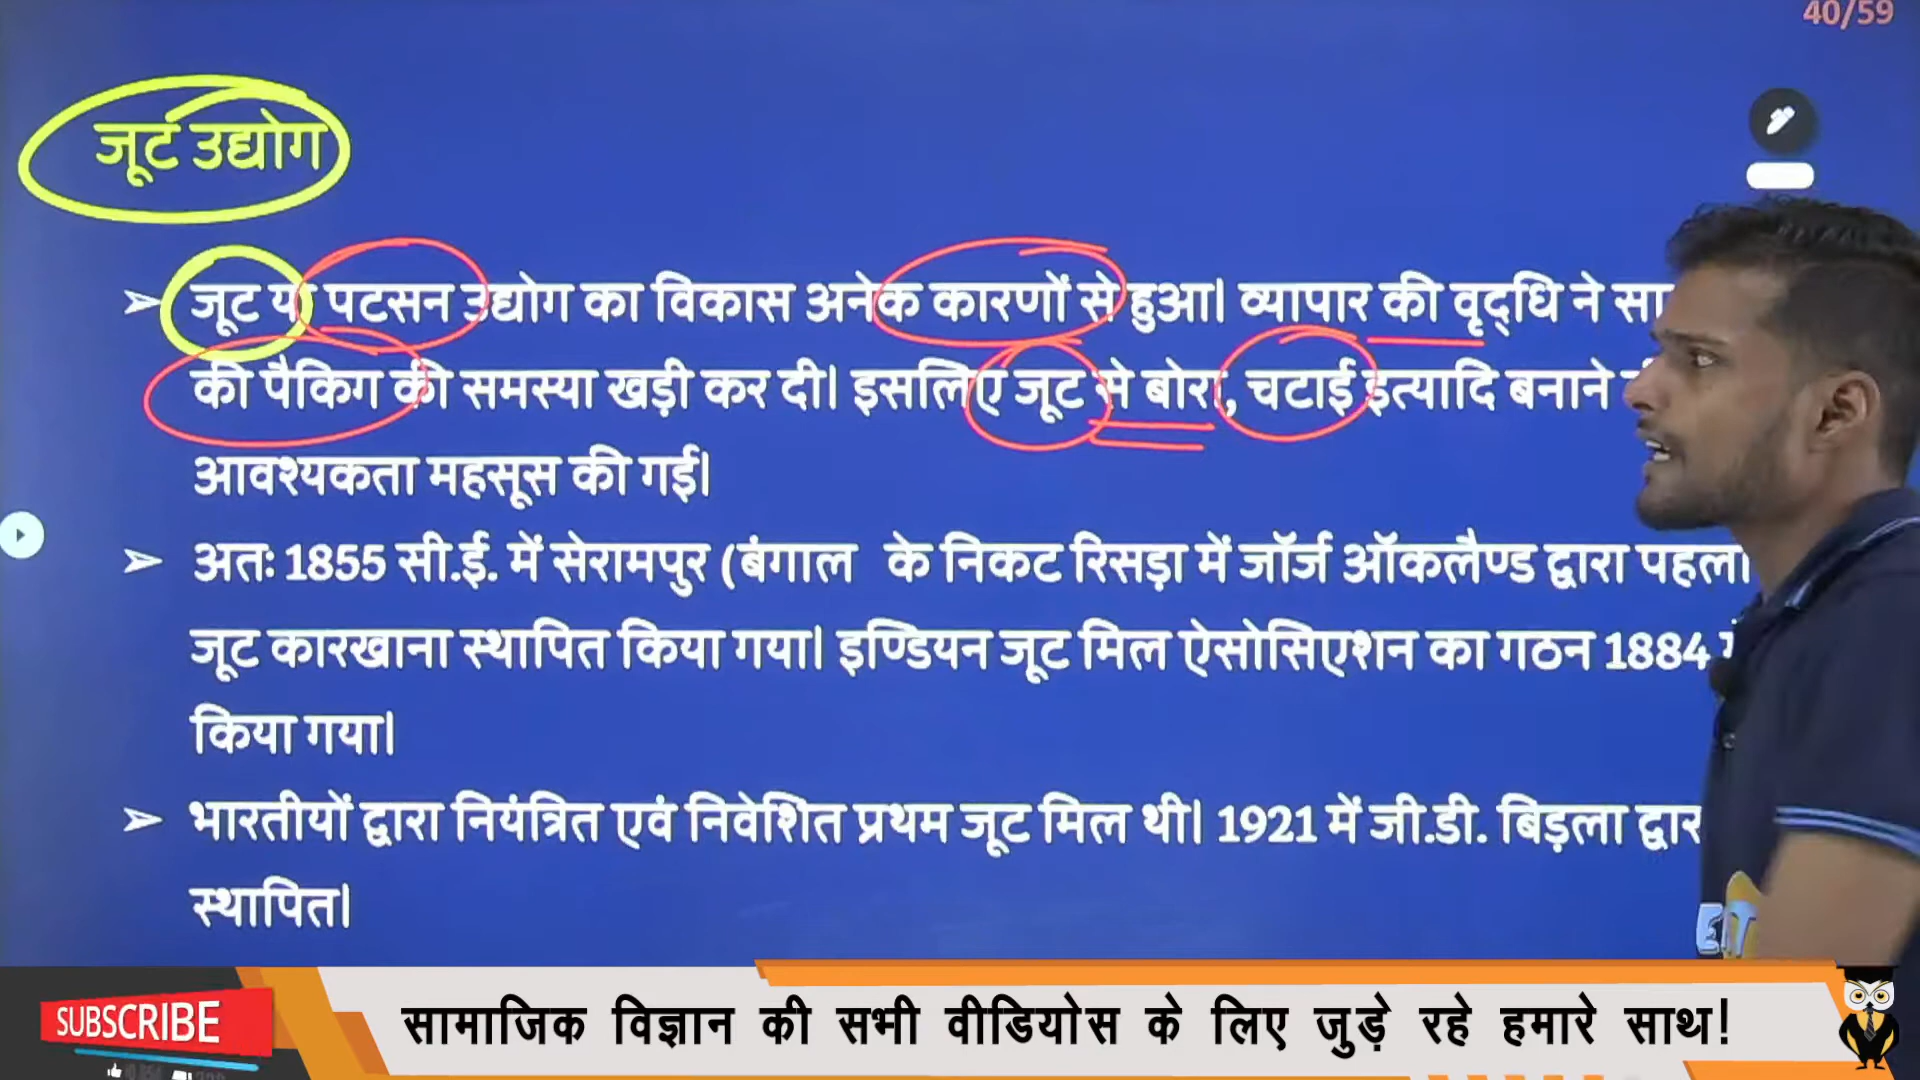 40/59
जूट उद्योग
➢ जूट या पटसन उद्योग का विकास अनेक कारणों से हुआ। व्यापार की वृद्धि ने
की पैकिंग की समस्या खड़ी कर दी। इसलिए जूट से बोरा, चटाई इत्यादि बनाने
आवश्यकता महसूस की गई।
➢ अतः 1855 सी.ई. में सेरामपुर (बंगाल के निकट रिसड़ा में जॉर्ज ऑकलैण्ड द्वारा पहला
जूट कारखाना स्थापित किया गया। इण्डियन जूट मिल ऐसोसिएशन का गठन 1884
किया गया।
➢ भारतीयों द्वारा नियंत्रित एवं निवेशित प्रथम जूट मिल थी। 1921 में जी.डी. बिड़ला
स्थापित।
SUBSCRIBE
सामाजिक विज्ञान की सभी वीडियोस के लिए जुड़े रहे हमारे साथ!